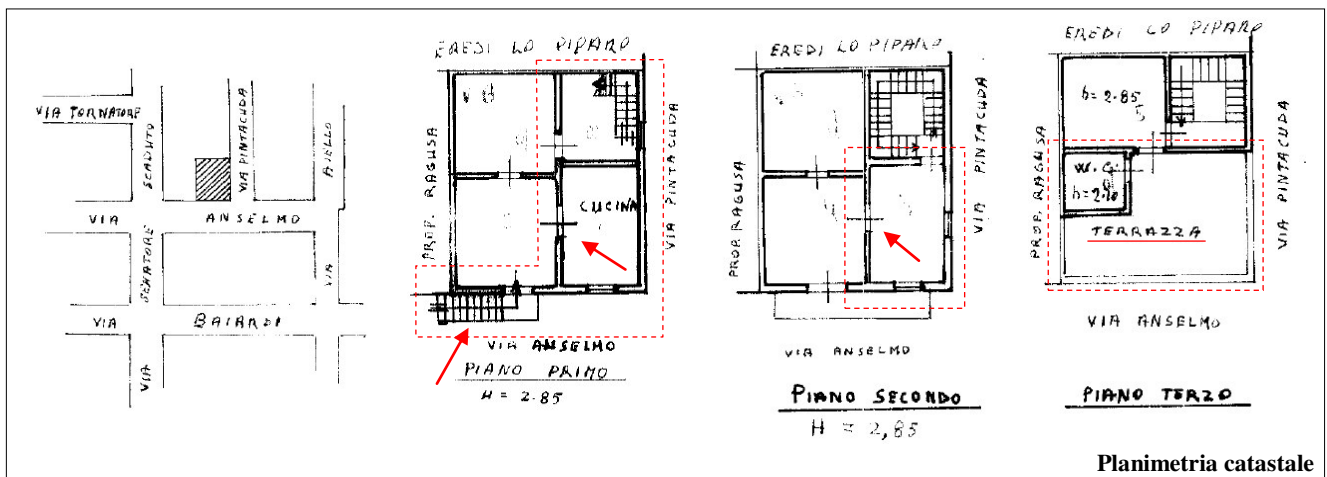 VIA TORNATORE
SCADUTO
VIA PINTACUDA
AIELLO
VIA
ANSELMO
SENATORE
VIA
VIA
BAIARDI
VIA
EREDI LO PIPARO
PROP. RAGUSA
VIA PINTACUDA
CUCINA
VIA ANSELMO
PIANO PRIMO
H = 2.85
EREDI LO PIPARO
PROP. RAGUSA
VIA PINTACUDA
VIA ANSELMO
PIANO SECONDO
H = 2,85
EREDI LO PIPARO
h= 2.85
PROP. RAGUSA
VIA PINTACUDA
W.C.
TERRAZZA
VIA ANSELMO
PIANO TERZO
Planimetria catastale